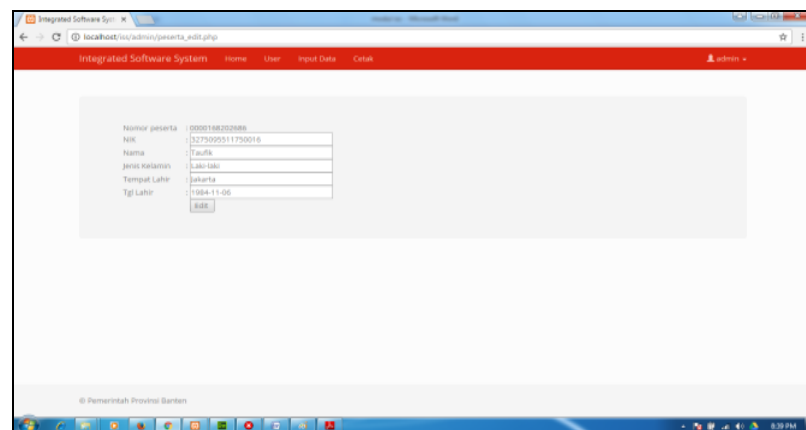 Integrated Software Syst
localhost/iss/admin/peserta_edit.php
Integrated Software System Home User Input Data Cetak admin
Nomor peserta : 0000168202686
NIK : 3275095511750016
Nama : Taufik
Jenis Kelamin : Laki-laki
Tempat Lahir : Jakarta
Tgl Lahir : 1984-11-06
Edit
© Pemerintah Provinsi Banten
8:39 PM